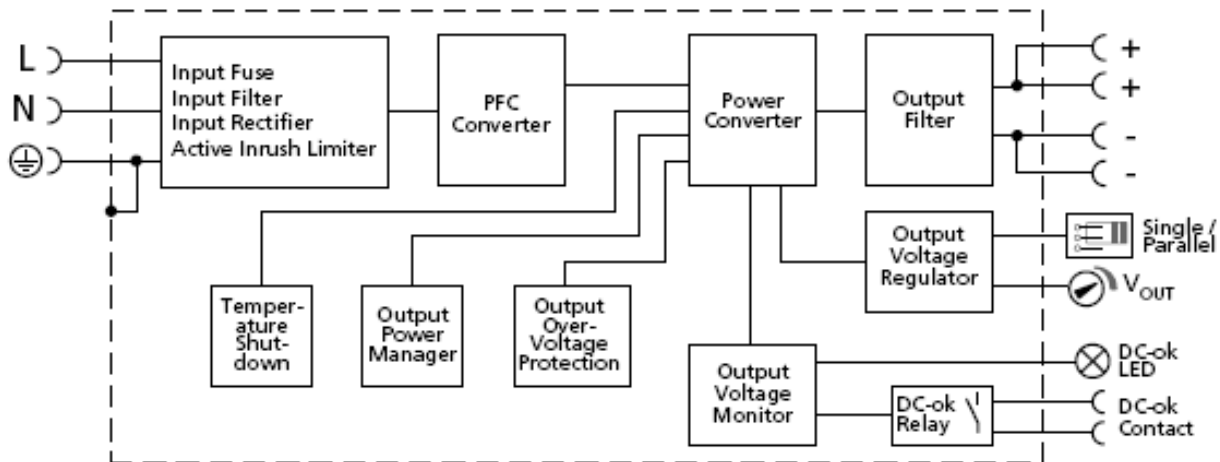 L
N
Input Fuse
Input Filter
Input Rectifier
Active Inrush Limiter
PFC
Converter
Power
Converter
Output
Filter
+
+
-
-
Output
Voltage
Regulator
Single /
Parallel
VOUT
Temper-
ature
Shut-
down
Output
Power
Manager
Output
Over-
Voltage
Protection
Output
Voltage
Monitor
DC-ok
LED
DC-ok
Relay
DC-ok
Contact